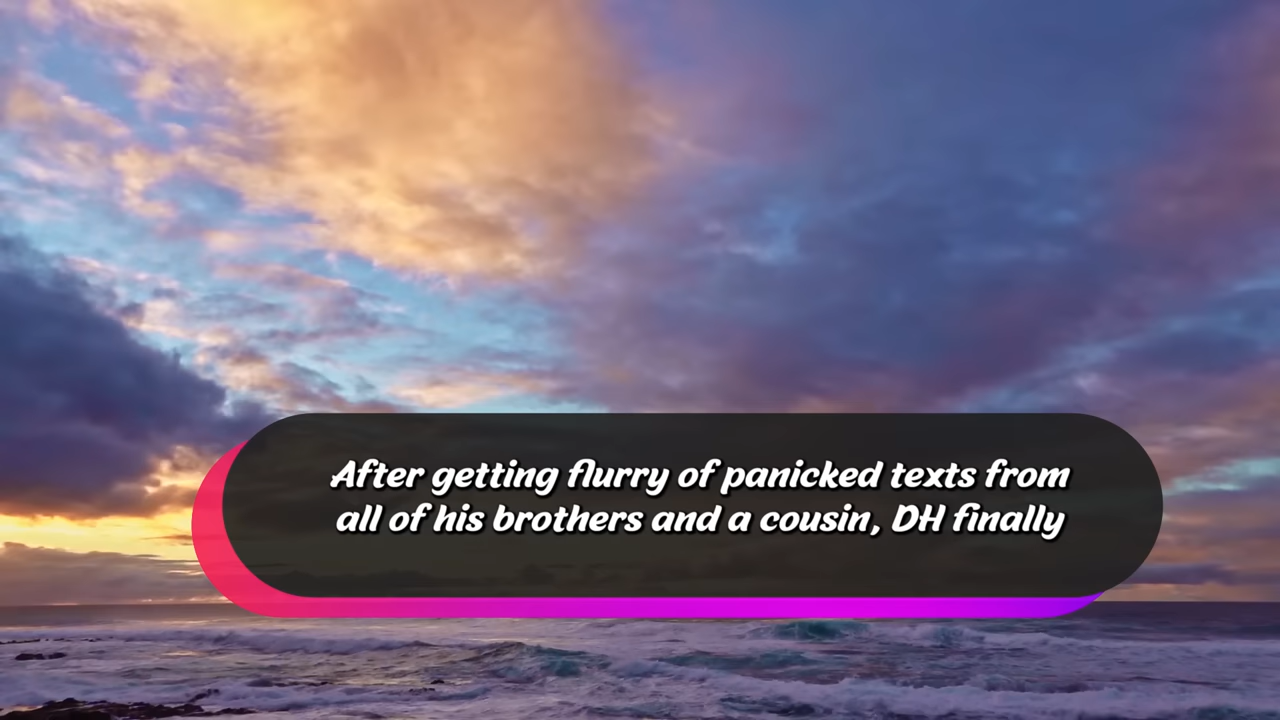 After getting flurry of panicked texts from
all of his brothers and a cousin, DH finally